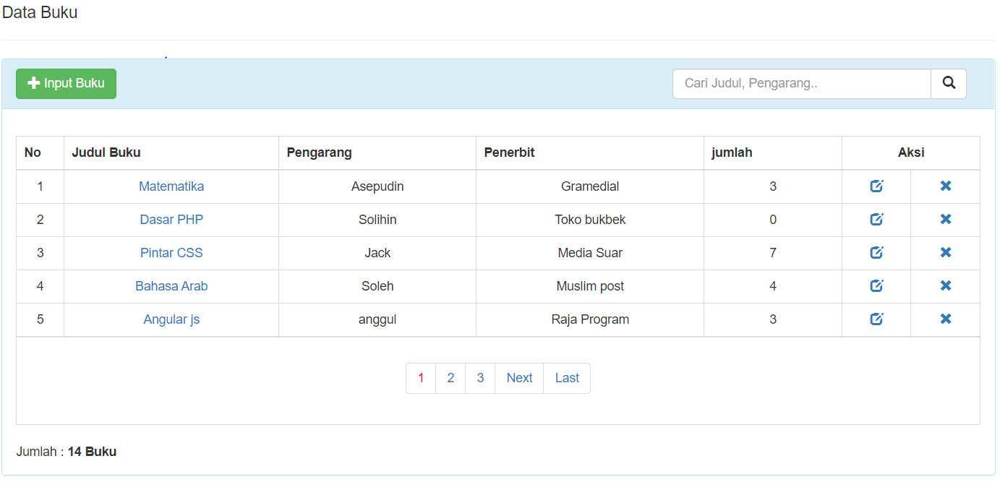 Data Buku
Input Buku
Cari Judul, Pengarang..
No Judul Buku Pengarang Penerbit jumlah Aksi
1 Matematika Asepudin Gramedial 3
2 Dasar PHP Solihin Toko bukbek 0
3 Pintar CSS Jack Media Suar 7
4 Bahasa Arab Soleh Muslim post 4
5 Angular js anggul Raja Program 3
1 2 3 Next Last
Jumlah : 14 Buku